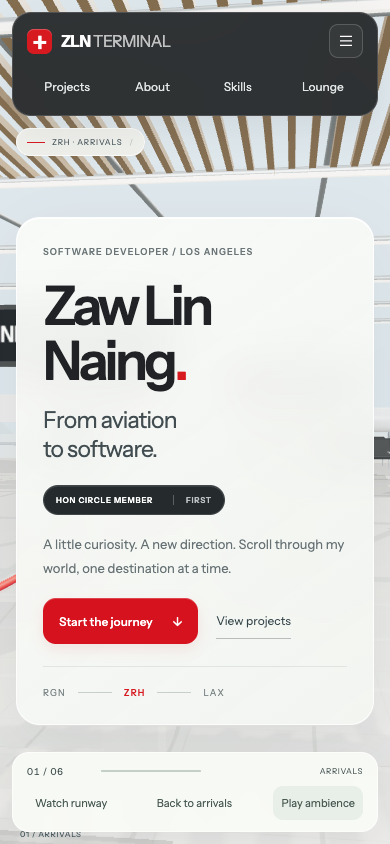 ZLN TERMINAL
Projects About Skills Lounge
ZRH · ARRIVALS /
SOFTWARE DEVELOPER / LOS ANGELES
Zaw Lin
Naing.
From aviation
to software.
HON CIRCLE MEMBER | FIRST
A little curiosity. A new direction. Scroll through my
world, one destination at a time.
Start the journey ↓ View projects
RGN ZRH LAX
01 / 06 ARRIVALS
Watch runway Back to arrivals Play ambience
01 / ARRIVALS